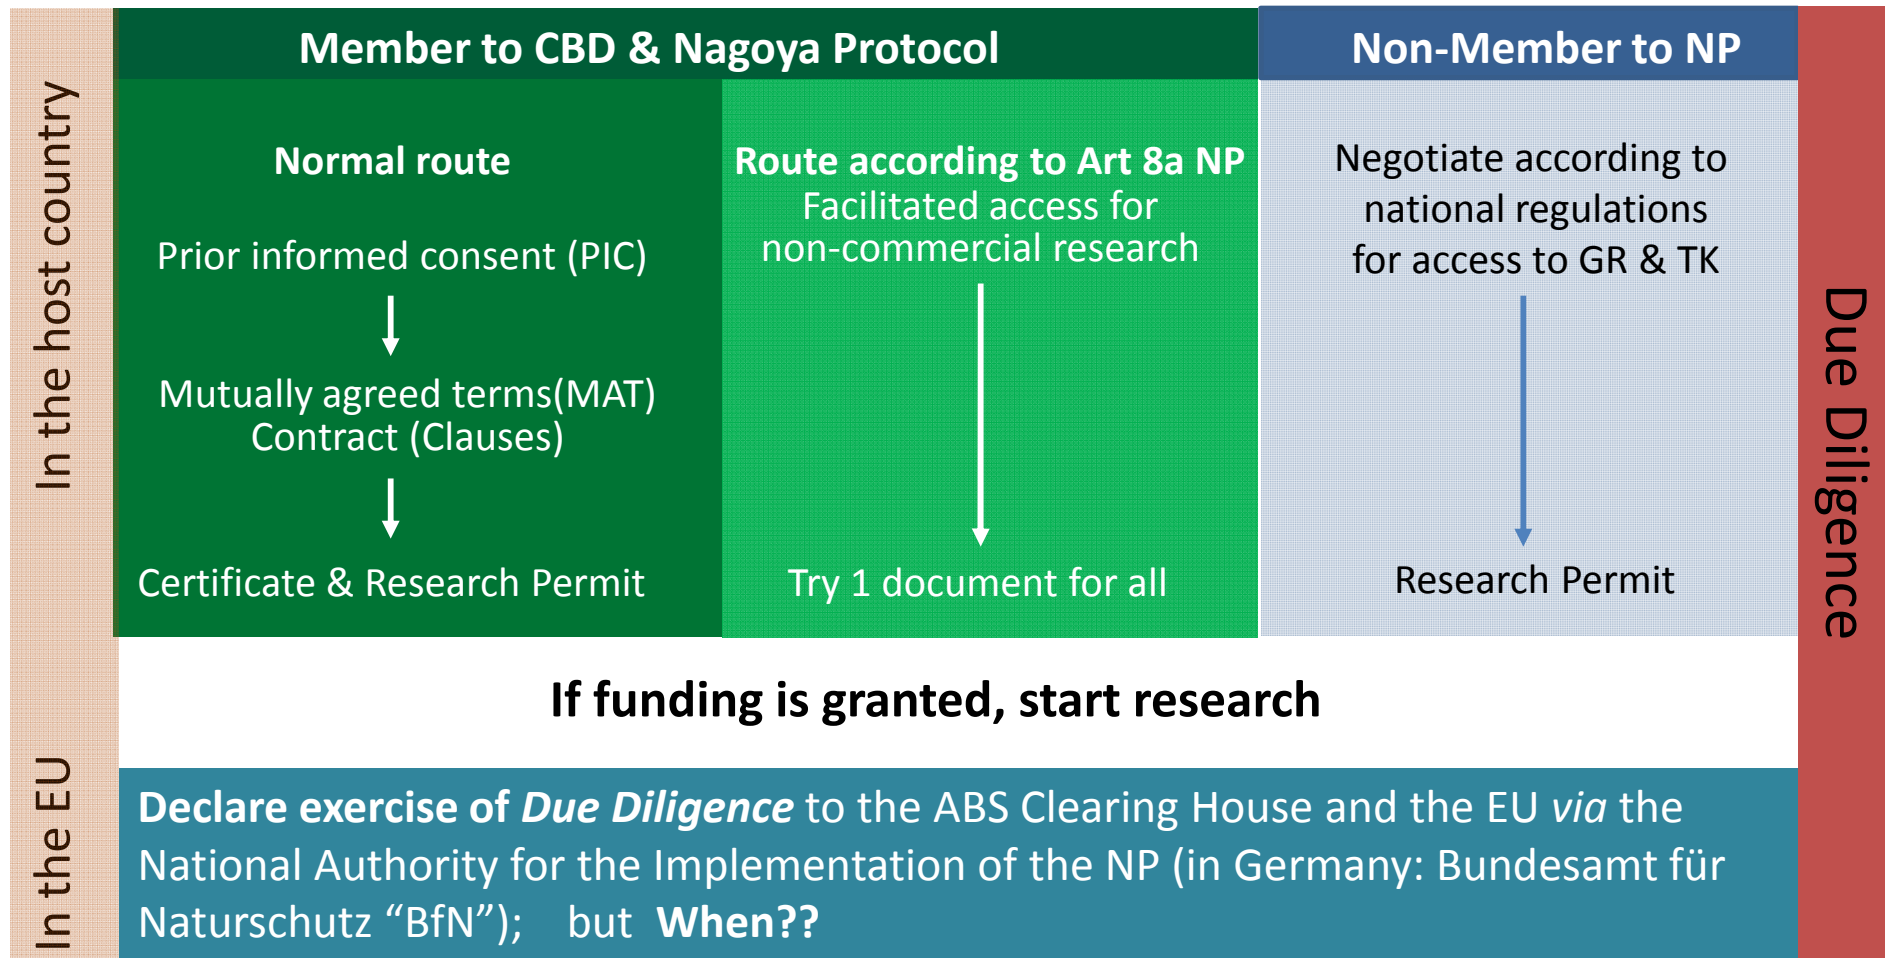 In the host country
In the EU
Member to CBD & Nagoya Protocol
Normal route
Prior informed consent (PIC)
Mutually agreed terms(MAT)
Contract (Clauses)
Certificate & Research Permit
Route according to Art 8a NP
Facilitated access for
non-commercial research
Try 1 document for all
Non-Member to NP
Negotiate according to
national regulations
for access to GR & TK
Research Permit
Due Diligence
If funding is granted, start research
Declare exercise of Due Diligence to the ABS Clearing House and the EU via the
National Authority for the Implementation of the NP (in Germany: Bundesamt für
Naturschutz “BfN”); but When??